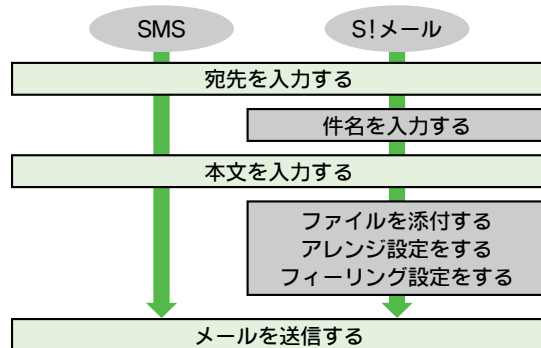 SMS
S!メール
宛先を入力する
件名を入力する
本文を入力する
ファイルを添付する
アレンジ設定をする
フィーリング設定をする
メールを送信する